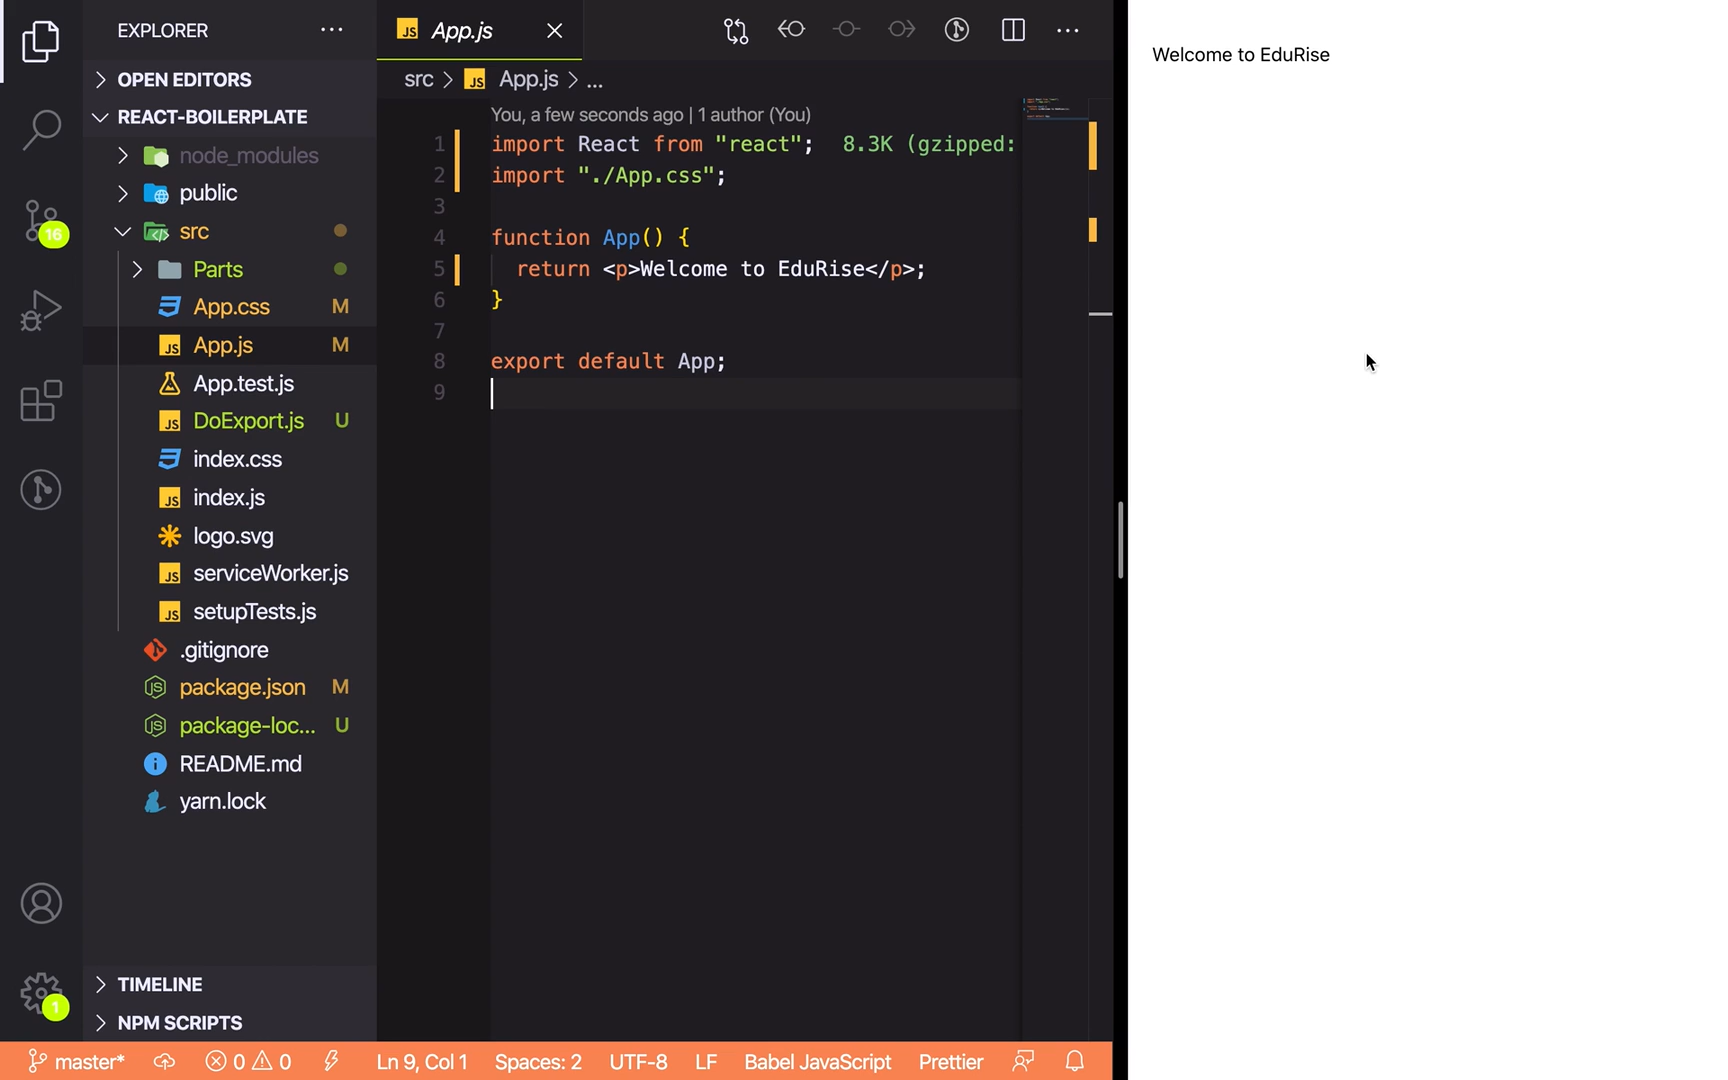 EXPLORER
OPEN EDITORS
REACT-BOILERPLATE
node_modules
public
src
Parts
App.css M
App.js M
App.test.js
DoExport.js U
index.css
index.js
logo.svg
serviceWorker.js
setupTests.js
.gitignore
package.json M
package-loc... U
README.md
yarn.lock
TIMELINE
NPM SCRIPTS
16
1
JS App.js
src > JS App.js > ...
You, a few seconds ago | 1 author (You)
1 import React from "react"; 8.3K (gzipped:
2 import "./App.css";
3
4 function App() {
5 return <p>Welcome to EduRise</p>;
6 }
7
8 export default App;
9
Welcome to EduRise
master* 0 0 Ln 9, Col 1 Spaces: 2 UTF-8 LF Babel JavaScript Prettier